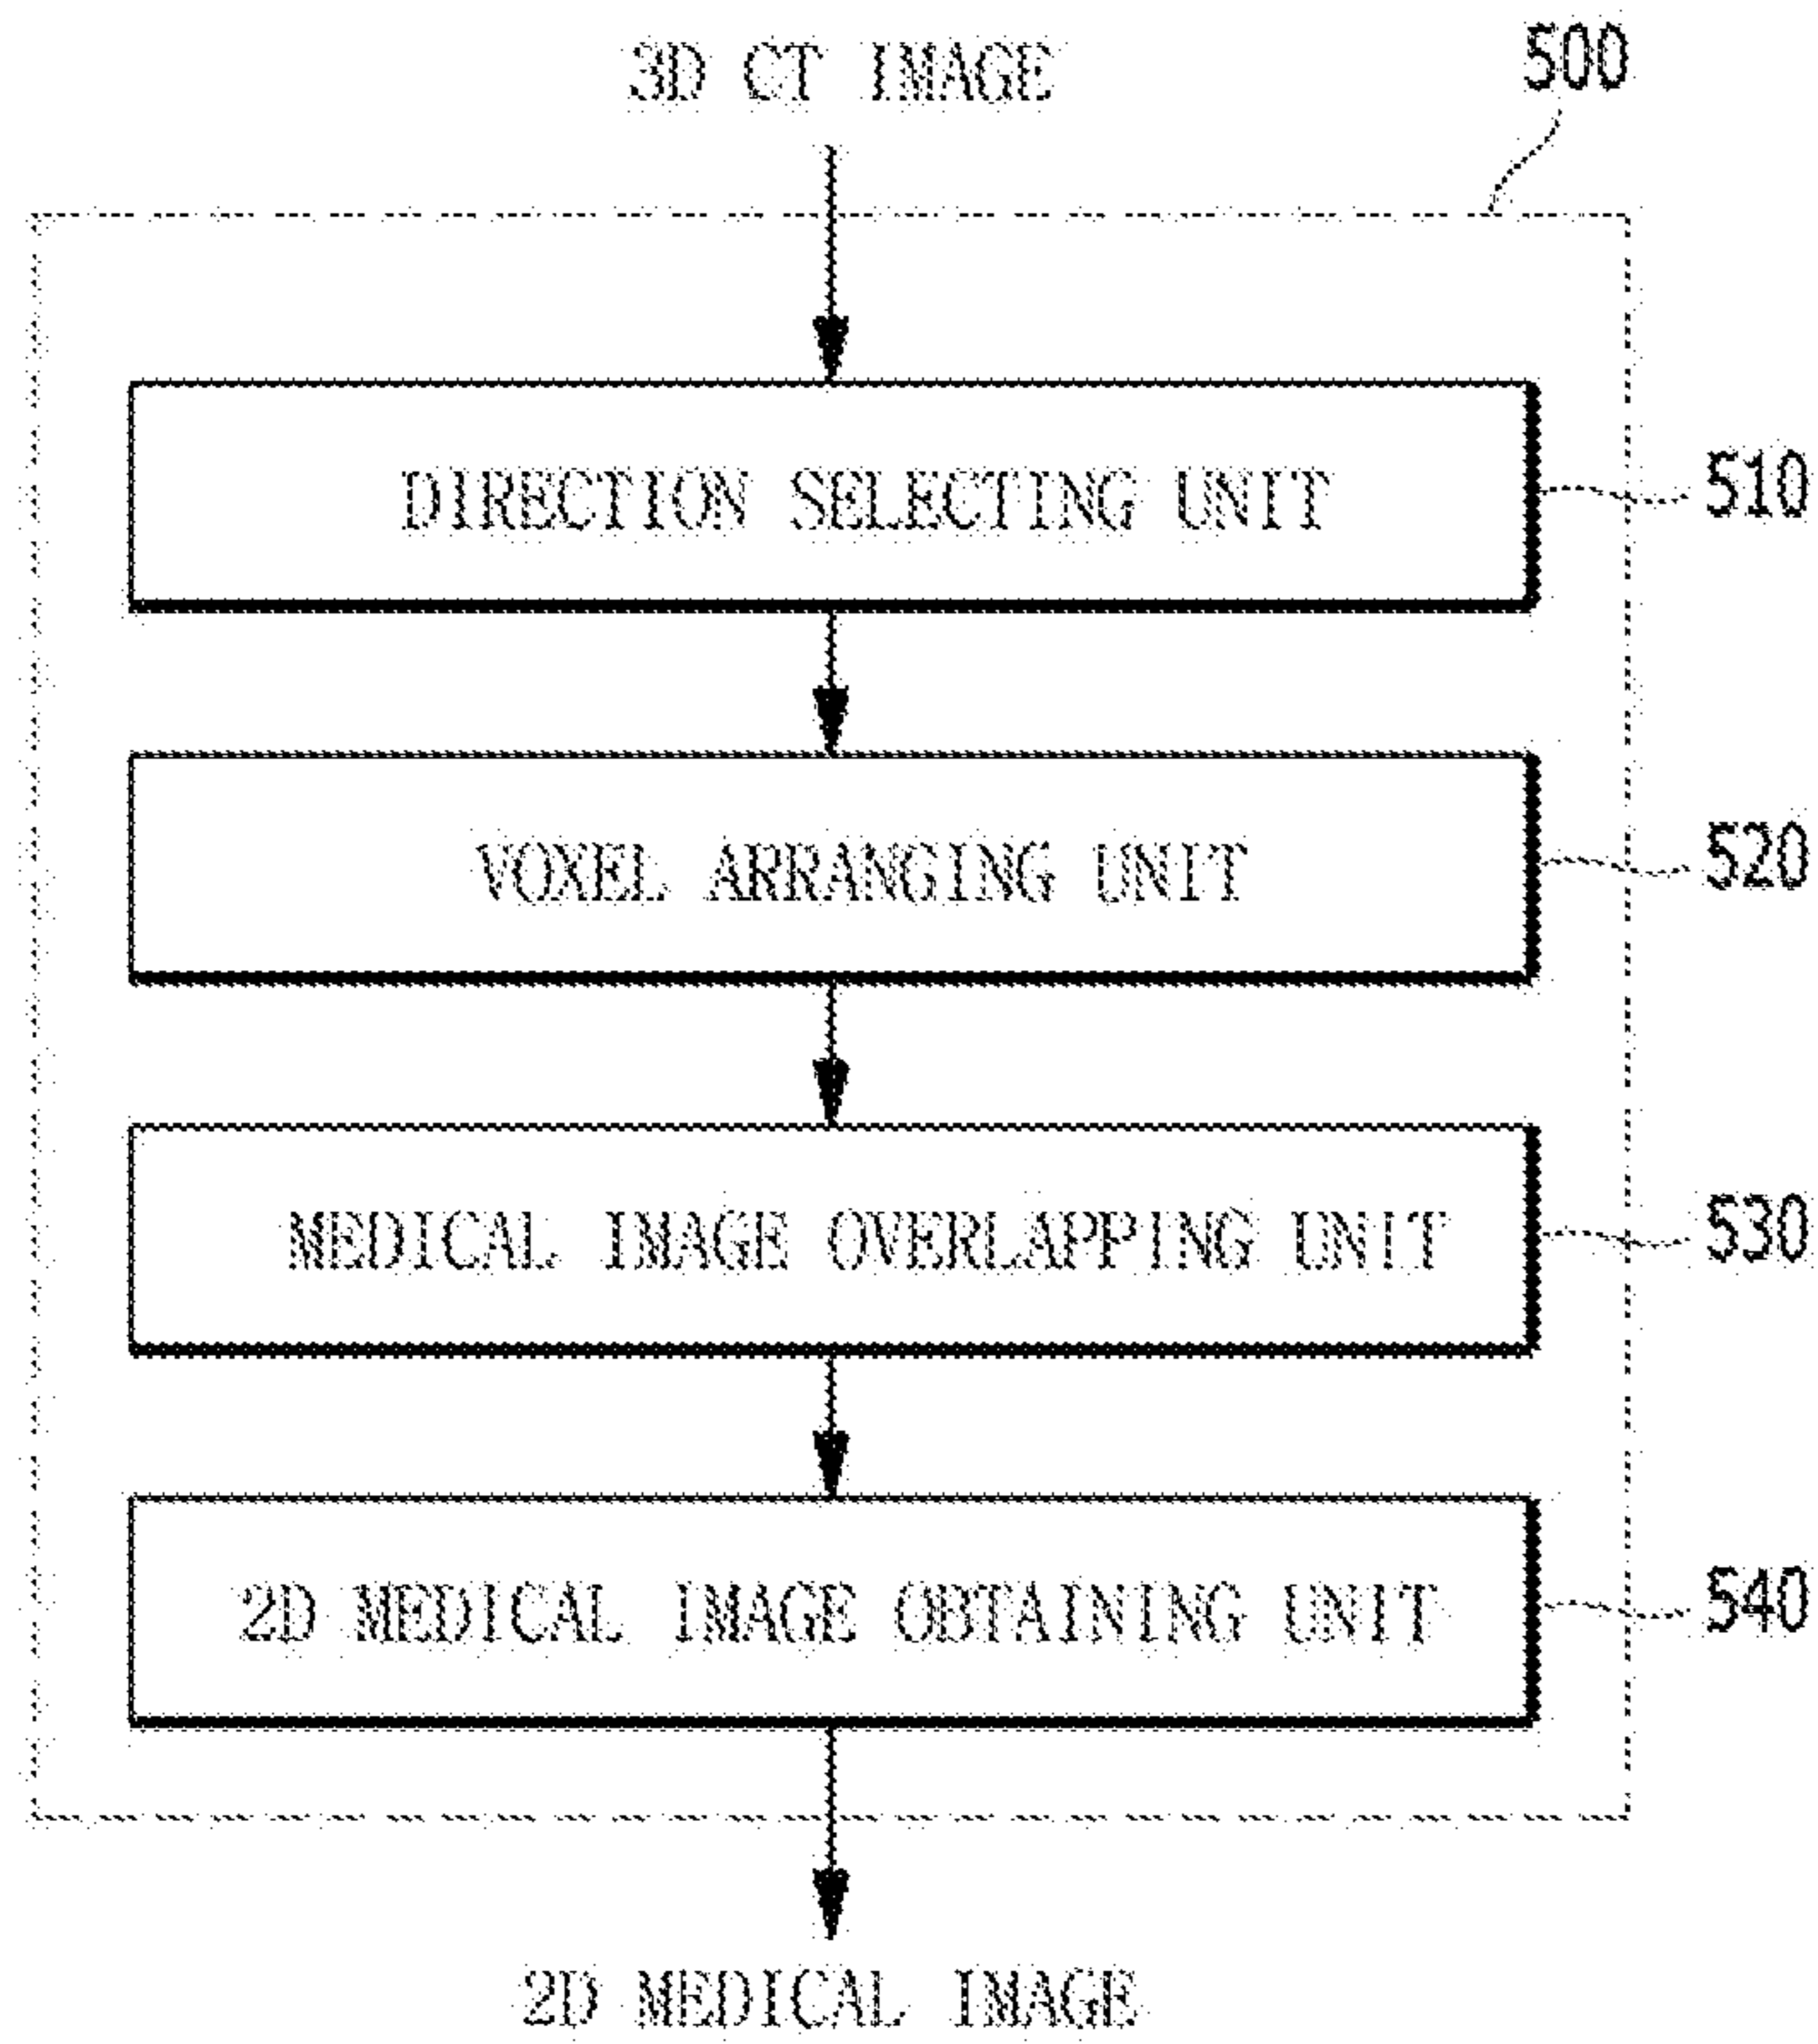 3D CT IMAGE
500
DIRECTION SELECTING UNIT
510
VOXEL ARRANGING UNIT
520
MEDICAL IMAGE OVERLAPPING UNIT
530
2D MEDICAL IMAGE OBTAINING UNIT
540
2D MEDICAL IMAGE